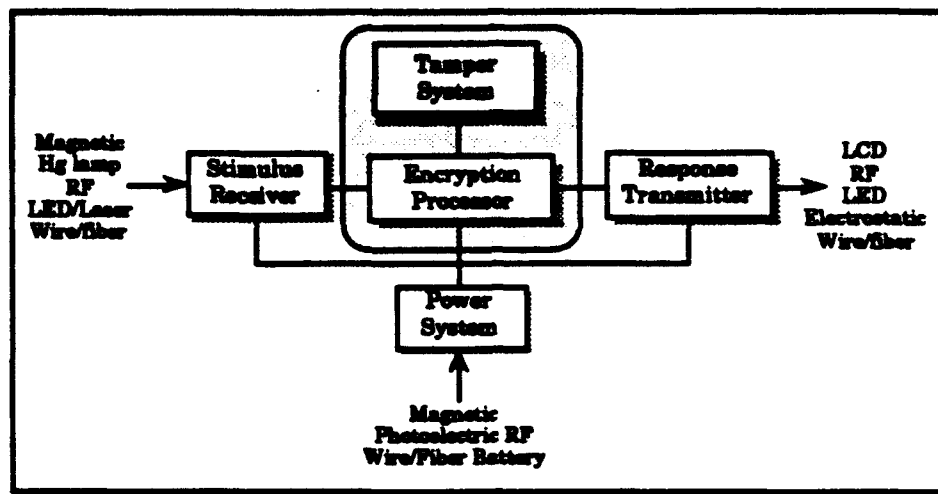 Tamper
System
Magnetic
Hg lamp
RF
LED/Laser
Wire/fiber
Stimulus
Receiver
Encryption
Processor
Response
Transmitter
LCD
RF
LED
Electrostatic
Wire/fiber
Power
System
Magnetic
Photoelectric RF
Wire/Fiber Battery